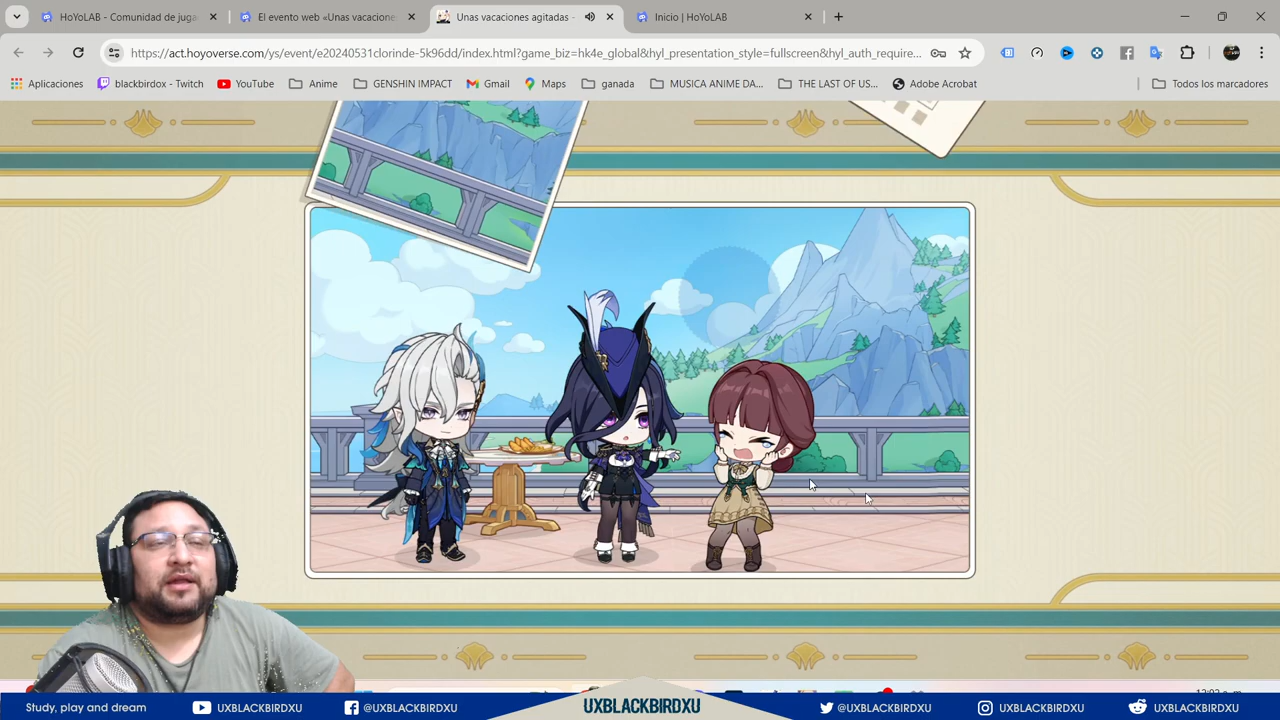 HoYoLAB - Comunidad de juga
El evento web «Unas vacacione
Unas vacaciones agitadas -
Inicio | HoYoLAB
https://act.hoyoverse.com/ys/event/e20240531clorinde-5k96dd/index.html?game_biz=hk4e_global&hyl_presentation_style=fullscreen&hyl_auth_require...
Aplicaciones
blackbirdox - Twitch
YouTube
Anime
GENSHIN IMPACT
Gmail
Maps
ganada
MUSICA ANIME DA...
THE LAST OF US...
Adobe Acrobat
Todos los marcadores
Study, play and dream
UXBLACKBIRDXU
@UXBLACKBIRDXU
UXBLACKBIRDXU
@UXBLACKBIRDXU
UXBLACKBIRDXU
UXBLACKBIRDXU